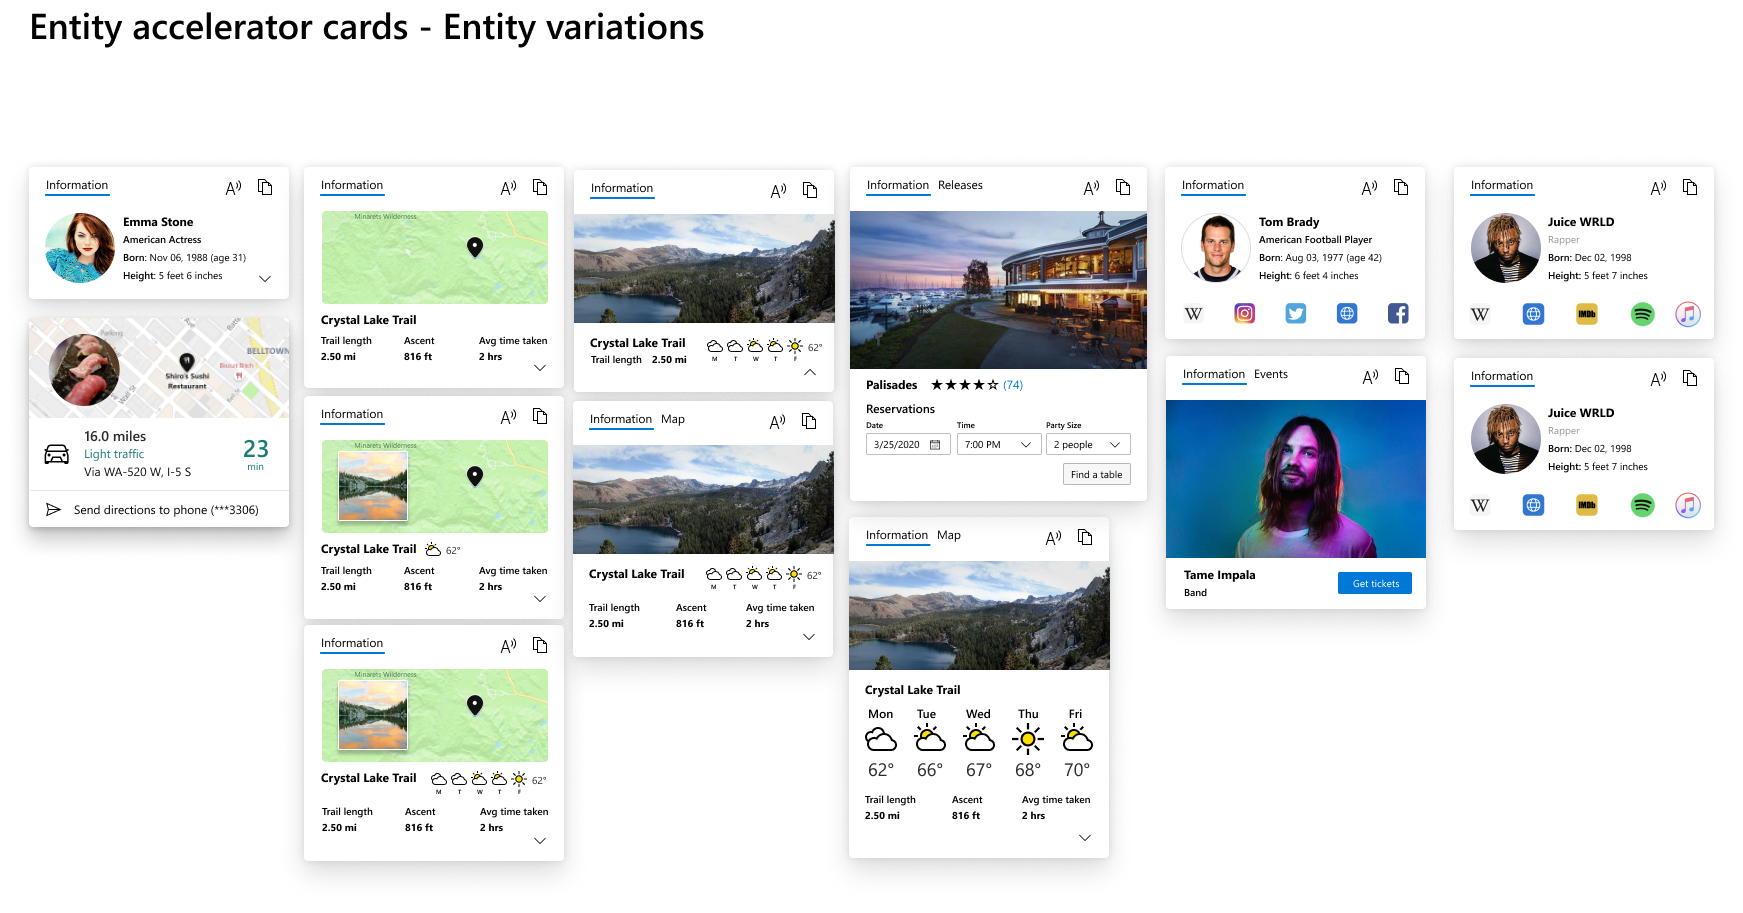 Entity accelerator cards - Entity variations
Information
Emma Stone
American Actress
Born: Nov 06, 1988 (age 31)
Height: 5 feet 6 inches
Parking
BELLTOWN
Shiro's Sushi
Restaurant
Biscuit Bitch
Wall St
16.0 miles
Light traffic
Via WA-520 W, I-5 S
23
min
Send directions to phone (***3306)
Information
Minarets Wilderness
Crystal Lake Trail
Trail length Ascent Avg time taken
2.50 mi 816 ft 2 hrs
Information
Minarets Wilderness
Crystal Lake Trail 62°
Trail length Ascent Avg time taken
2.50 mi 816 ft 2 hrs
Information
Minarets Wilderness
Crystal Lake Trail 62°
M T W T F
Trail length Ascent Avg time taken
2.50 mi 816 ft 2 hrs
Information
Crystal Lake Trail 62°
Trail length 2.50 mi M T W T F
Information Map
Crystal Lake Trail 62°
M T W T F
Trail length Ascent Avg time taken
2.50 mi 816 ft 2 hrs
Information Releases
Palisades (74)
Reservations
Date Time Party Size
3/25/2020 7:00 PM 2 people
Find a table
Information Map
Crystal Lake Trail
Mon Tue Wed Thu Fri
62° 66° 67° 68° 70°
Trail length Ascent Avg time taken
2.50 mi 816 ft 2 hrs
Information
Tom Brady
American Football Player
Born: Aug 03, 1977 (age 42)
Height: 6 feet 4 inches
W
Information Events
Tame Impala
Band
Get tickets
Information
Juice WRLD
Rapper
Born: Dec 02, 1998
Height: 5 feet 7 inches
W IMDb
Information
Juice WRLD
Rapper
Born: Dec 02, 1998
Height: 5 feet 7 inches
W IMDb